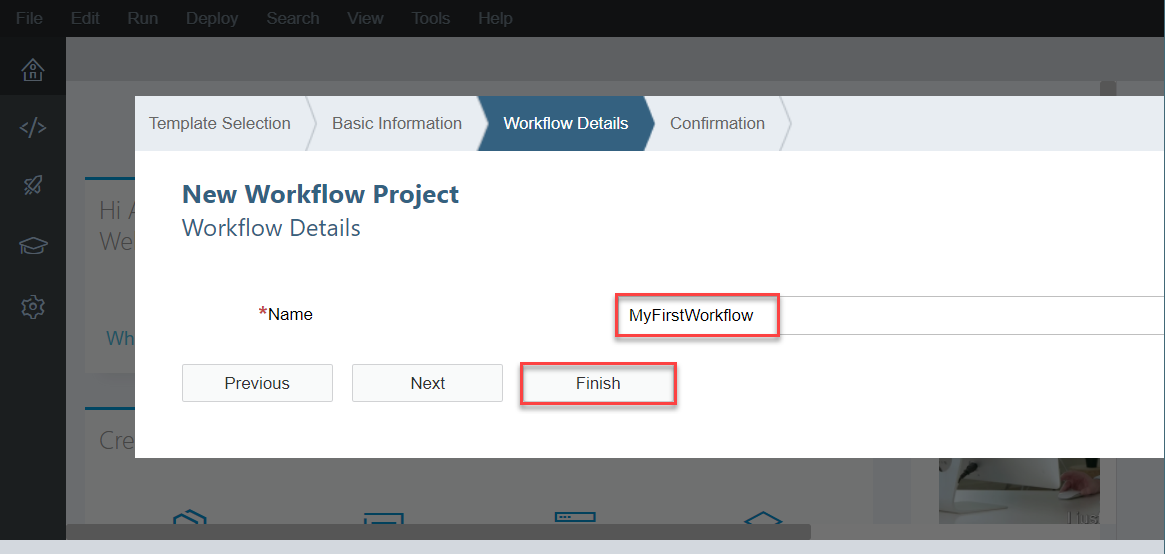 File Edit Run Deploy Search View Tools Help
Template Selection Basic Information Workflow Details Confirmation
New Workflow Project
Workflow Details
*Name MyFirstWorkflow
Previous Next Finish
Hi
We
Wh
Cre